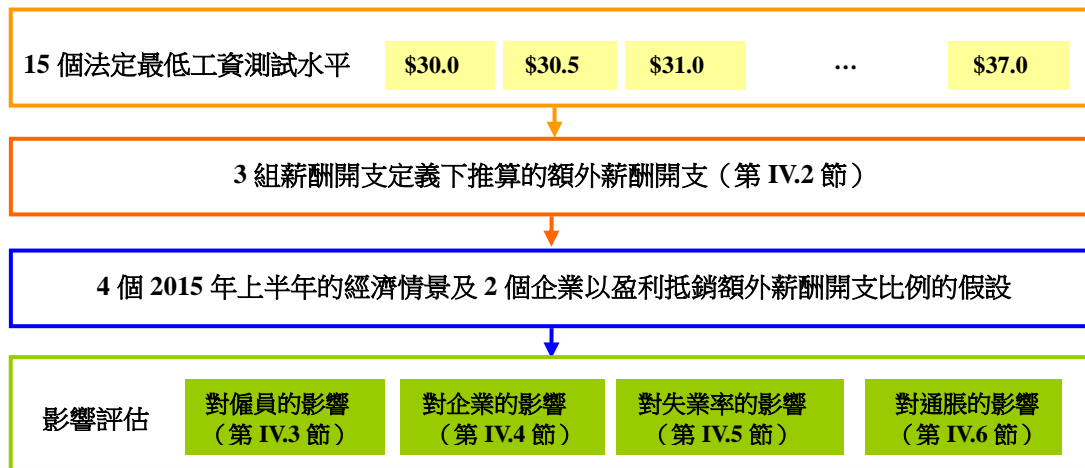 15 個法定最低工資測試水平 $30.0 $30.5 $31.0 … $37.0
3 組薪酬開支定義下推算的額外薪酬開支（第 IV.2 節）
4 個 2015 年上半年的經濟情景及 2 個企業以盈利抵銷額外薪酬開支比例的假設
影響評估
對僱員的影響
（第 IV.3 節）
對企業的影響
（第 IV.4 節）
對失業率的影響
（第 IV.5 節）
對通脹的影響
（第 IV.6 節）